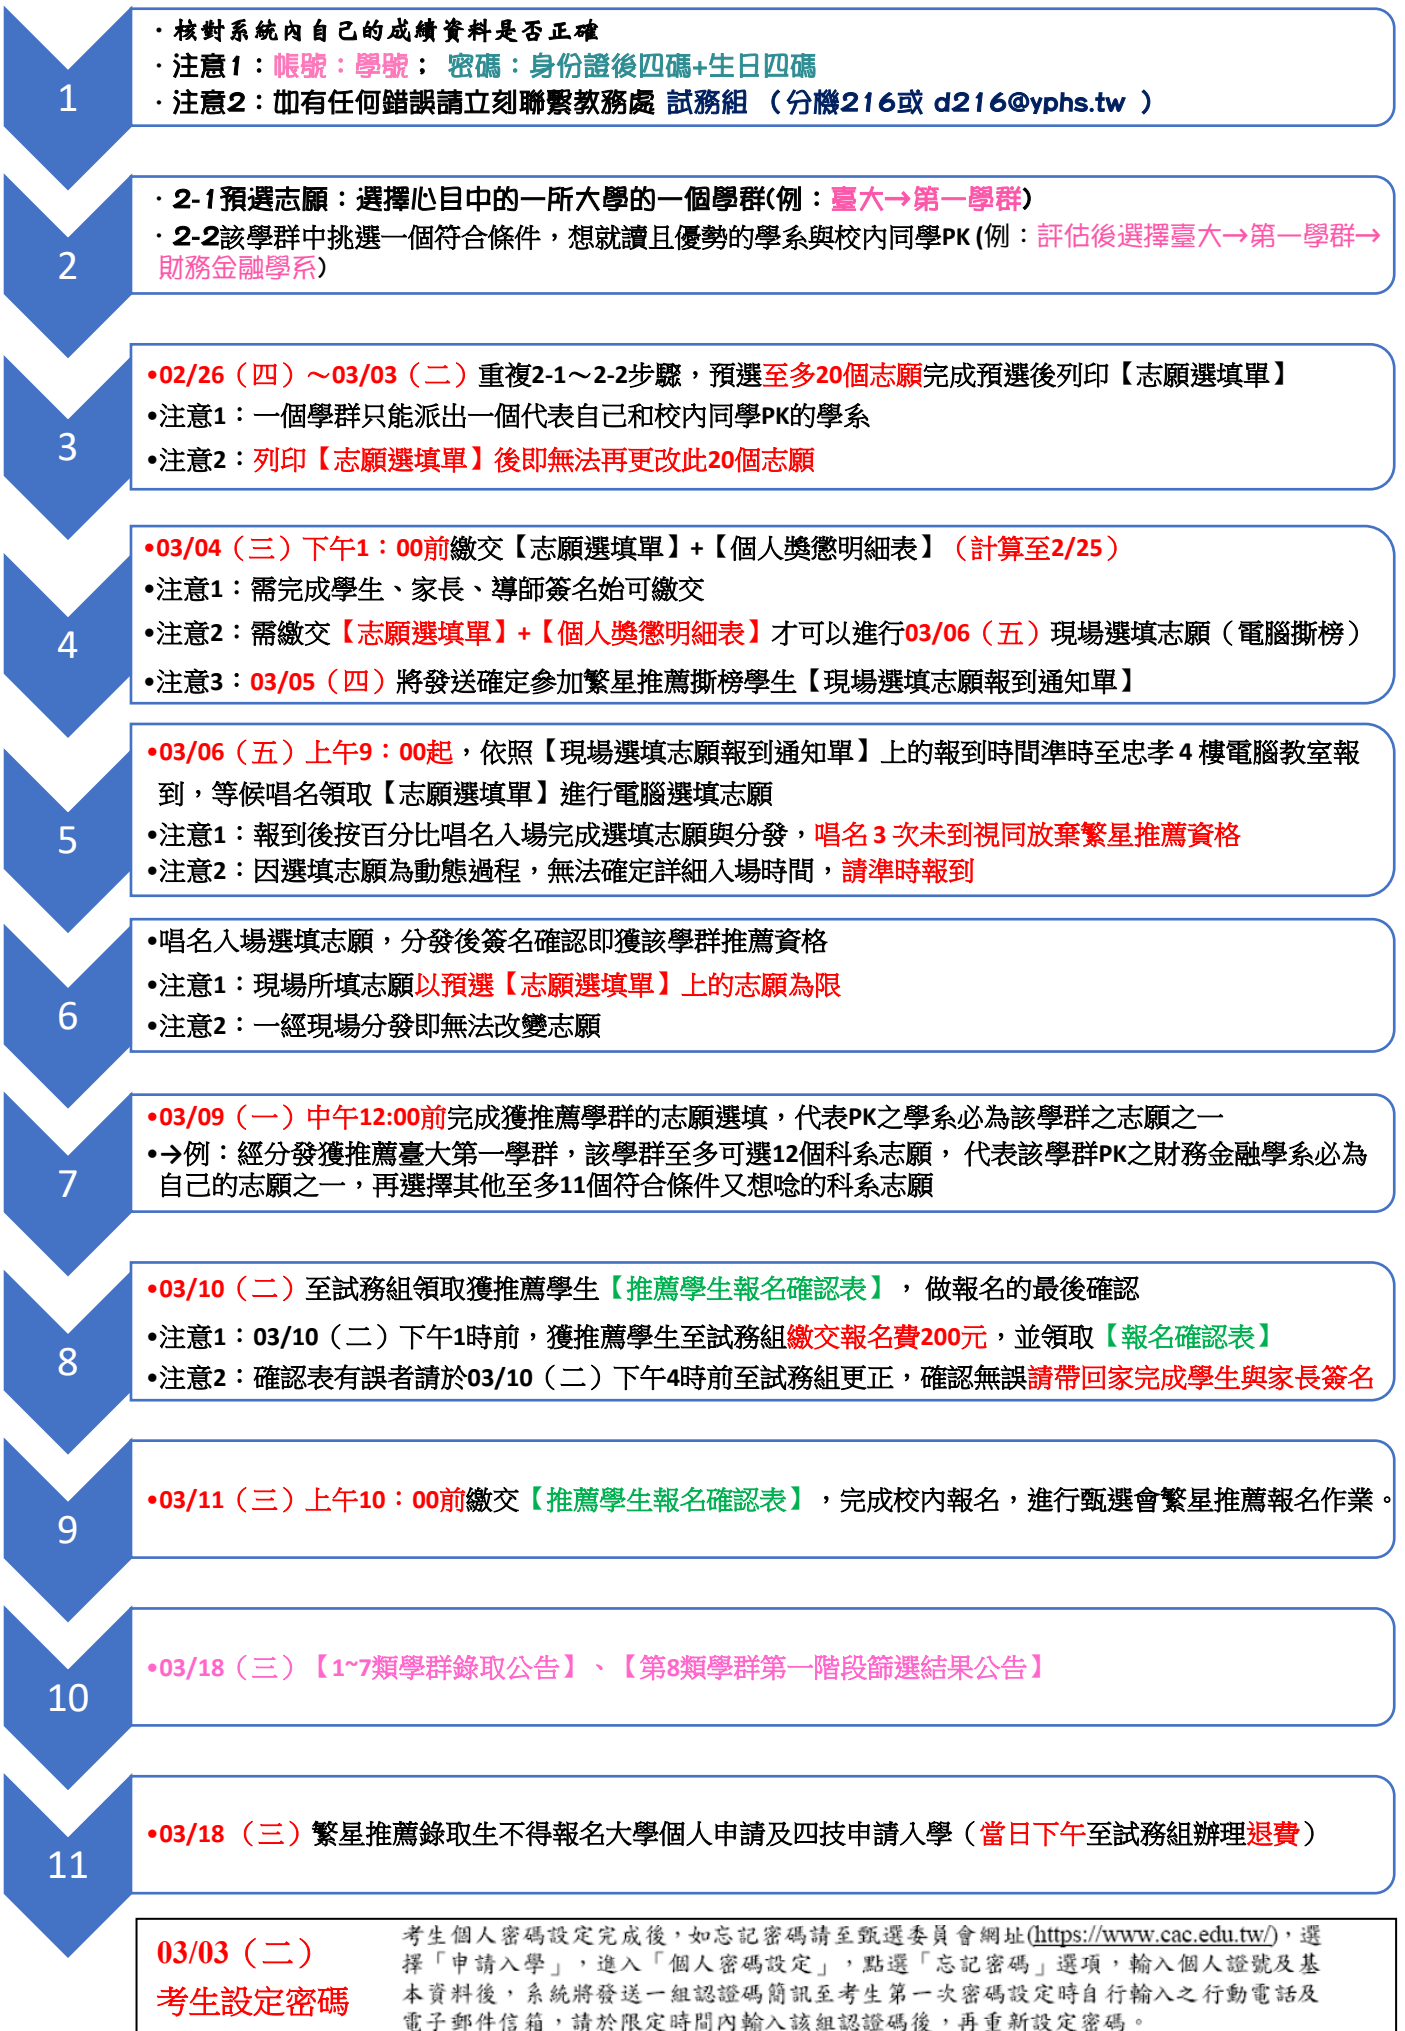 1
．核對系統內自己的成績資料是否正確
．注意1：帳號：學號； 密碼：身份證後四碼+生日四碼
．注意2：如有任何錯誤請立刻聯繫教務處 試務組 （分機216或 d216@yphs.tw ）
2
．2-1預選志願：選擇心目中的一所大學的一個學群(例：臺大→第一學群)
．2-2該學群中挑選一個符合條件，想就讀且優勢的學系與校內同學PK (例：評估後選擇臺大→第一學群→
財務金融學系)
3
•02/26（四）～03/03（二）重複2-1～2-2步驟，預選至多20個志願完成預選後列印【志願選填單】
•注意1：一個學群只能派出一個代表自己和校內同學PK的學系
•注意2：列印【志願選填單】後即無法再更改此20個志願
4
•03/04（三）下午1：00前繳交【志願選填單】+【個人獎懲明細表】（計算至2/25）
•注意1：需完成學生、家長、導師簽名始可繳交
•注意2：需繳交【志願選填單】+【個人獎懲明細表】才可以進行03/06（五）現場選填志願（電腦撕榜）
•注意3：03/05（四）將發送確定參加繁星推薦撕榜學生【現場選填志願報到通知單】
5
•03/06（五）上午9：00起，依照【現場選填志願報到通知單】上的報到時間準時至忠孝 4 樓電腦教室報
到，等候唱名領取【志願選填單】進行電腦選填志願
•注意1：報到後按百分比唱名入場完成選填志願與分發，唱名 3 次未到視同放棄繁星推薦資格
•注意2：因選填志願為動態過程，無法確定詳細入場時間，請準時報到
6
•唱名入場選填志願，分發後簽名確認即獲該學群推薦資格
•注意1：現場所填志願以預選【志願選填單】上的志願為限
•注意2：一經現場分發即無法改變志願
7
•03/09（一）中午12:00前完成獲推薦學群的志願選填，代表PK之學系必為該學群之志願之一
•→例：經分發獲推薦臺大第一學群，該學群至多可選12個科系志願， 代表該學群PK之財務金融學系必為
自己的志願之一，再選擇其他至多11個符合條件又想唸的科系志願
8
•03/10（二）至試務組領取獲推薦學生【推薦學生報名確認表】， 做報名的最後確認
•注意1：03/10（二）下午1時前，獲推薦學生至試務組繳交報名費200元，並領取【報名確認表】
•注意2：確認表有誤者請於03/10（二）下午4時前至試務組更正，確認無誤請帶回家完成學生與家長簽名
9
•03/11（三）上午10：00前繳交【推薦學生報名確認表】，完成校內報名，進行甄選會繁星推薦報名作業。
10
•03/18（三）【1~7類學群錄取公告】、【第8類學群第一階段篩選結果公告】
11
•03/18 （三）繁星推薦錄取生不得報名大學個人申請及四技申請入學（當日下午至試務組辦理退費）
03/03（二）
考生設定密碼
考生個人密碼設定完成後，如忘記密碼請至甄選委員會網址(https://www.cac.edu.tw/)，選
擇「申請入學」，進入「個人密碼設定」，點選「忘記密碼」選項，輸入個人證號及基
本資料後，系統將發送一組認證碼簡訊至考生第一次密碼設定時自行輸入之行動電話及
電子郵件信箱，請於限定時間內輸入該組認證碼後，再重新設定密碼。